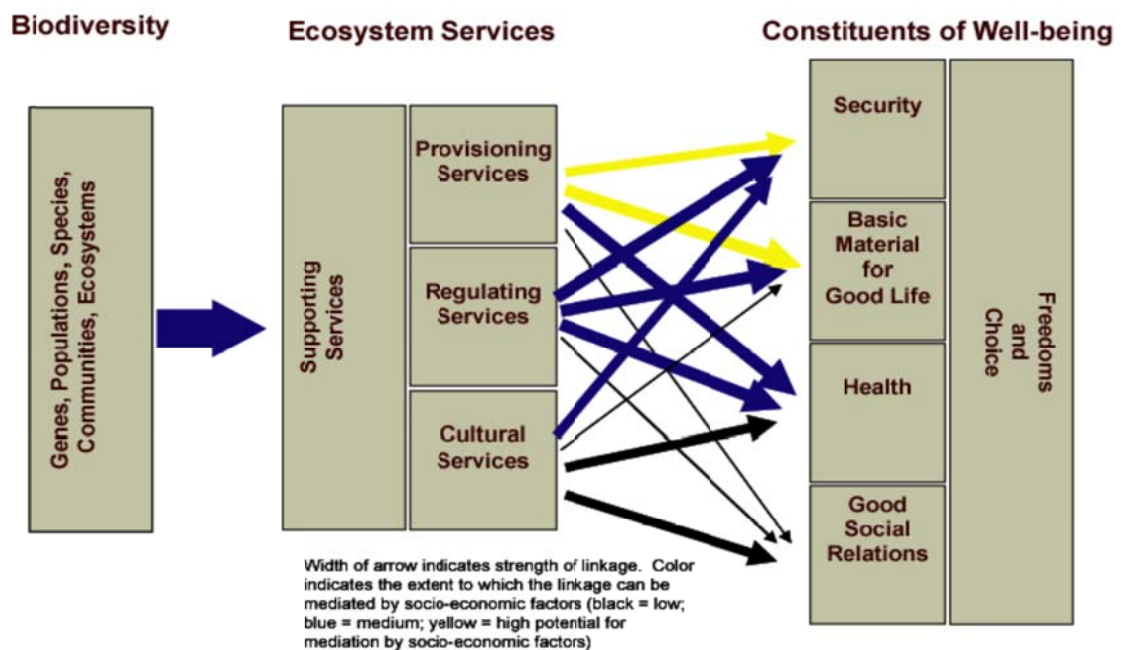 Biodiversity
Ecosystem Services
Constituents of Well-being
Genes, Populations, Species,
Communities, Ecosystems
Supporting
Services
Provisioning
Services
Regulating
Services
Cultural
Services
Security
Basic
Material
for
Good Life
Health
Good
Social
Relations
Freedoms
and
Choice
Width of arrow indicates strength of linkage. Color
indicates the extent to which the linkage can be
mediated by socio-economic factors (black = low;
blue = medium; yellow = high potential for
mediation by socio-economic factors)